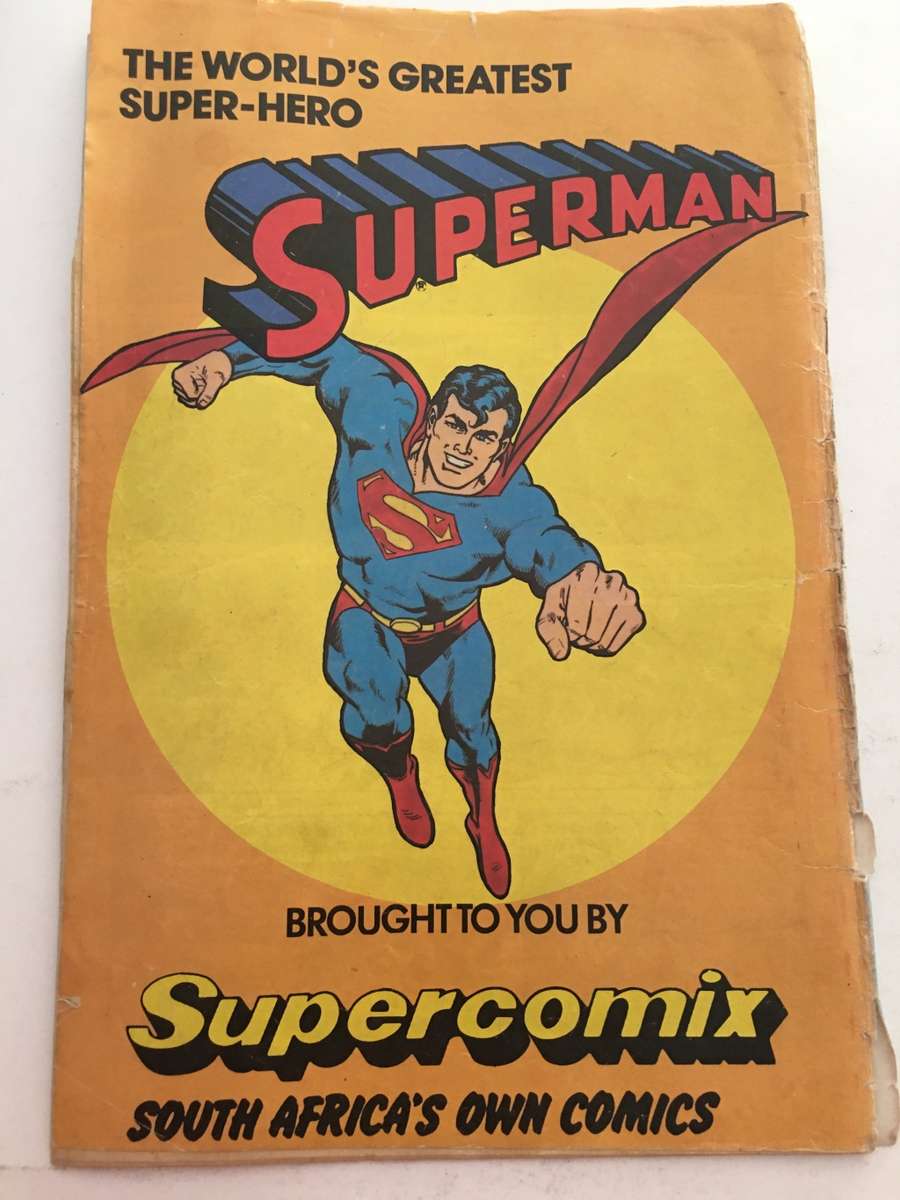 THE WORLD'S GREATEST
SUPER-HERO
SUPERMAN
®
S
BROUGHT TO YOU BY
Supercomix
SOUTH AFRICA'S OWN COMICS